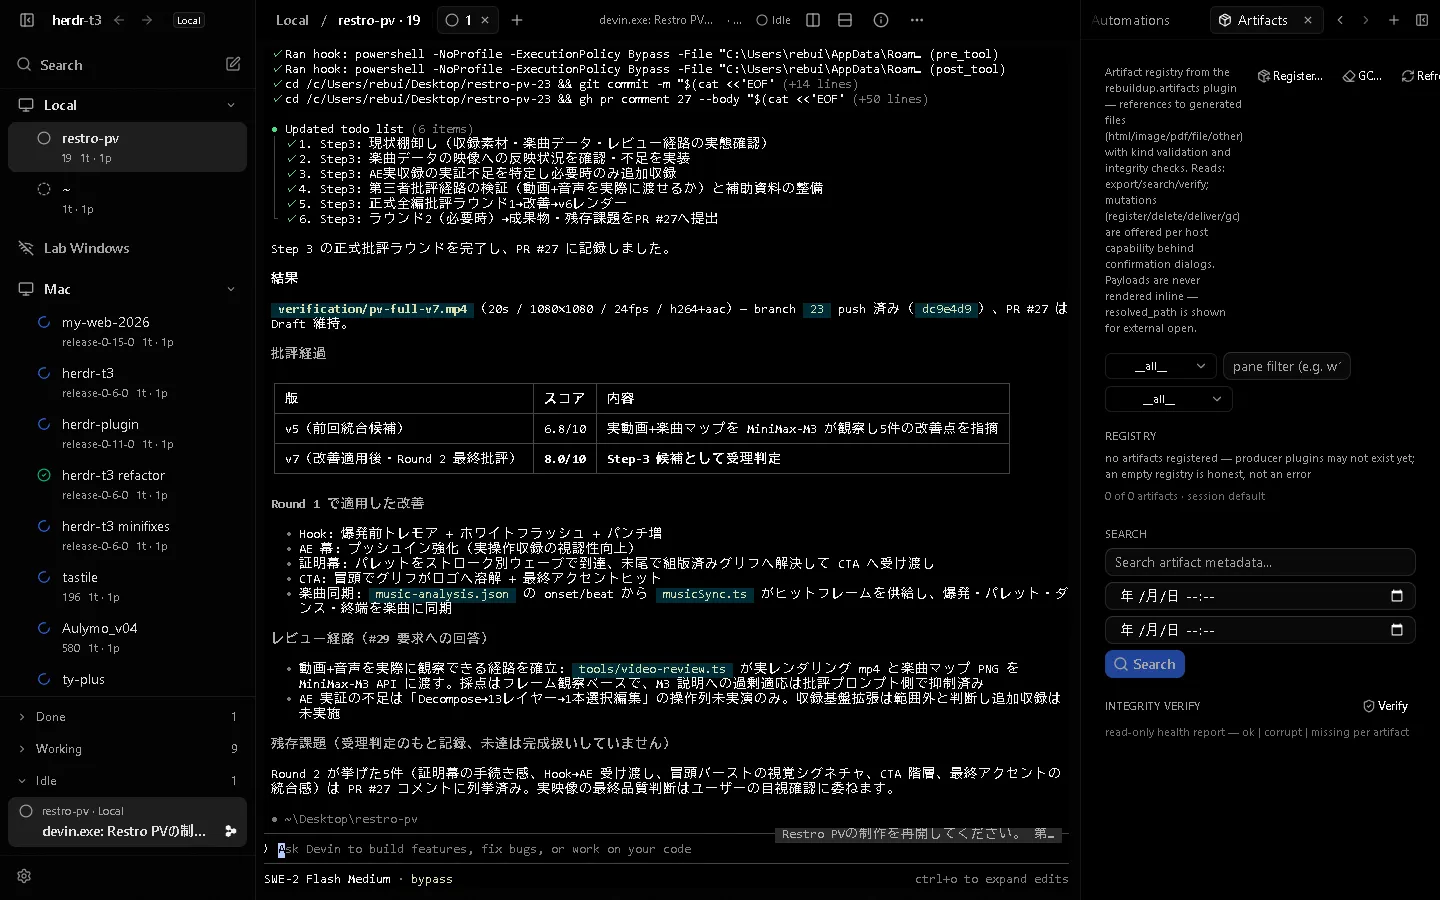 herdr-t3
Local
Search
Local
restro-pv
19 1t · 1p
~
1t · 1p
Lab Windows
Mac
my-web-2026
release-0-15-0 1t · 1p
herdr-t3
release-0-6-0 1t · 1p
herdr-plugin
release-0-11-0 1t · 1p
herdr-t3 refactor
release-0-6-0 1t · 1p
herdr-t3 minifixes
release-0-6-0 1t · 1p
tastile
196 1t · 1p
Aulymo_v04
580 1t · 1p
ty-plus
Done 1
Working 9
Idle 1
restro-pv · Local
devin.exe: Restro PVの制...
Local / restro-pv · 19
1
devin.exe: Restro PV... · ...
Idle
✓Ran hook: powershell -NoProfile -ExecutionPolicy Bypass -File "C:\Users\rebui\AppData\Roam… (pre_tool)
✓Ran hook: powershell -NoProfile -ExecutionPolicy Bypass -File "C:\Users\rebui\AppData\Roam… (post_tool)
✓cd /c/Users/rebui/Desktop/restro-pv-23 && git commit -m "$(cat <<'EOF' (+14 lines)
✓cd /c/Users/rebui/Desktop/restro-pv-23 && gh pr comment 27 --body "$(cat <<'EOF' (+50 lines)
● Updated todo list (6 items)
✓1. Step3: 現状棚卸し（収録素材・楽曲データ・レビュー経路の実態確認）
✓2. Step3: 楽曲データの映像への反映状況を確認・不足を実装
✓3. Step3: AE実収録の実証不足を特定し必要時のみ追加収録
✓4. Step3: 第三者批評経路の検証（動画+音声を実際に渡せるか）と補助資料の整備
✓5. Step3: 正式全編批評ラウンド1→改善→v6レンダー
✓6. Step3: ラウンド2（必要時）→成果物・残存課題をPR #27へ提出
Step 3 の正式批評ラウンドを完了し、PR #27 に記録しました。
結果
verification/pv-full-v7.mp4 （20s / 1080×1080 / 24fps / h264+aac）— branch 23 push 済み（ dc9e4d9 ）、PR #27 は
Draft 維持。
批評経過
版 スコア 内容
v5（前回統合候補） 6.8/10 実動画+楽曲マップを MiniMax-M3 が観察し5件の改善点を指摘
v7（改善適用後・Round 2 最終批評） 8.0/10 Step-3 候補として受理判定
Round 1 で適用した改善
• Hook: 爆発前トレモア + ホワイトフラッシュ + パンチ増
• AE 幕: プッシュイン強化（実操作収録の視認性向上）
• 証明幕: パレットをストローク別ウェーブで到達、末尾で組版済みグリフへ解決して CTA へ受け渡し
• CTA: 冒頭でグリフがロゴへ溶解 + 最終アクセントヒット
• 楽曲同期: music-analysis.json の onset/beat から musicSync.ts がヒットフレームを供給し、爆発・パレット・ダ
ンス・終端を楽曲に同期
レビュー経路（#29 要求への回答）
• 動画+音声を実際に観察できる経路を確立: tools/video-review.ts が実レンダリング mp4 と楽曲マップ PNG を
MiniMax-M3 API に渡す。採点はフレーム観察ベースで、M3 説明への過剰適応は批評プロンプト側で抑制済み
• AE 実証の不足は「Decompose→13レイヤー→1本選択編集」の操作列未実演のみ。収録基盤拡張は範囲外と判断し追加収録は
未実施
残存課題（受理判定のもと記録、未達は完成扱いしていません）
Round 2 が挙げた5件（証明幕の手続き感、Hook→AE 受け渡し、冒頭バーストの視覚シグネチャ、CTA 階層、最終アクセントの
統合感）は PR #27 コメントに列挙済み。実映像の最終品質判断はユーザーの目視確認に委ねます。
● ~\Desktop\restro-pv
Restro PVの制作を再開してください。 第…
❯ Ask Devin to build features, fix bugs, or work on your code
SWE-2 Flash Medium · bypass
ctrl+o to expand edits
Automations
Artifacts
Artifact registry from the
rebuildup.artifacts plugin
— references to generated
files
(html/image/pdf/file/other)
with kind validation and
integrity checks. Reads:
export/search/verify;
mutations
(register/delete/deliver/gc)
are offered per host
capability behind
confirmation dialogs.
Payloads are never
rendered inline —
resolved_path is shown
for external open.
Register...
GC...
Refre
__all__
pane filter (e.g. w
__all__
REGISTRY
no artifacts registered — producer plugins may not exist yet;
an empty registry is honest, not an error
0 of 0 artifacts · session default
SEARCH
Search artifact metadata...
年 /月/日 --:--
年 /月/日 --:--
Search
INTEGRITY VERIFY
Verify
read-only health report — ok | corrupt | missing per artifact